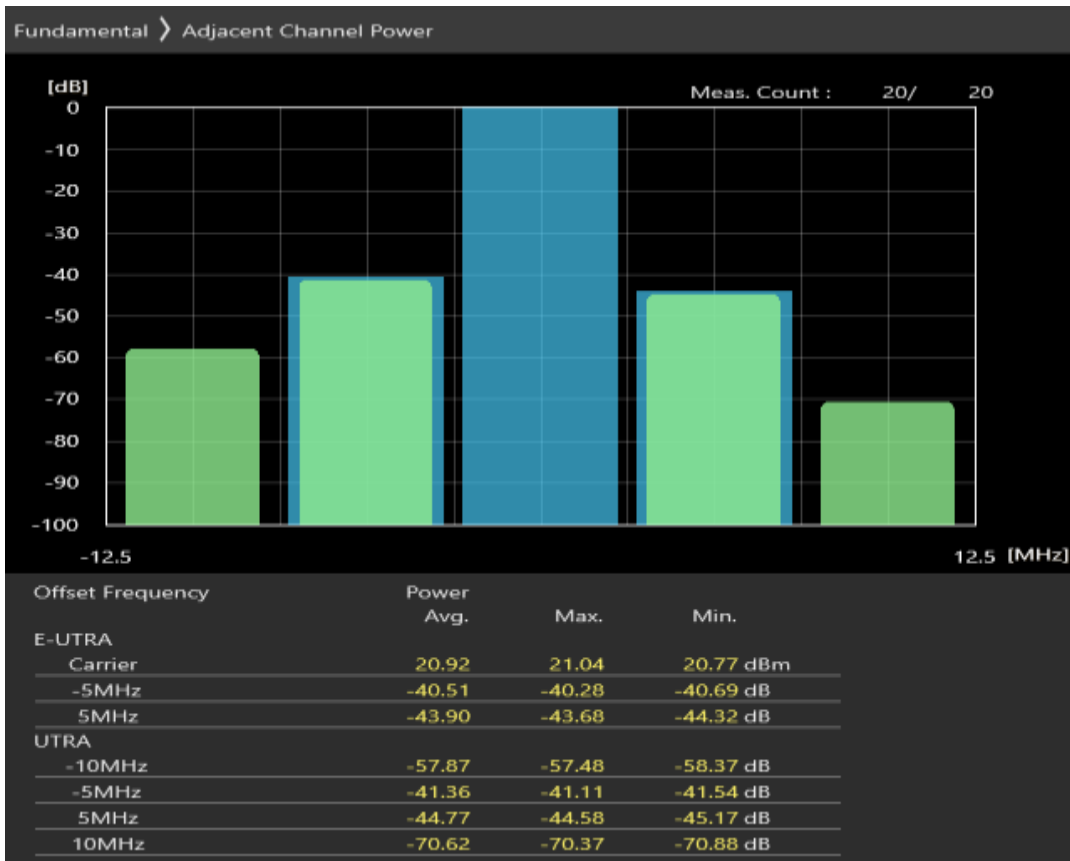 Fundamental 〉 Adjacent Channel Power
[dB]
Meas. Count : 20/ 20
0
-10
-20
-30
-40
-50
-60
-70
-80
-90
-100
-12.5 12.5 [MHz]
Offset Frequency Power
Avg. Max. Min.
E-UTRA
Carrier 20.92 21.04 20.77 dBm
-5MHz -40.51 -40.28 -40.69 dB
5MHz -43.90 -43.68 -44.32 dB
UTRA
-10MHz -57.87 -57.48 -58.37 dB
-5MHz -41.36 -41.11 -41.54 dB
5MHz -44.77 -44.58 -45.17 dB
10MHz -70.62 -70.37 -70.88 dB